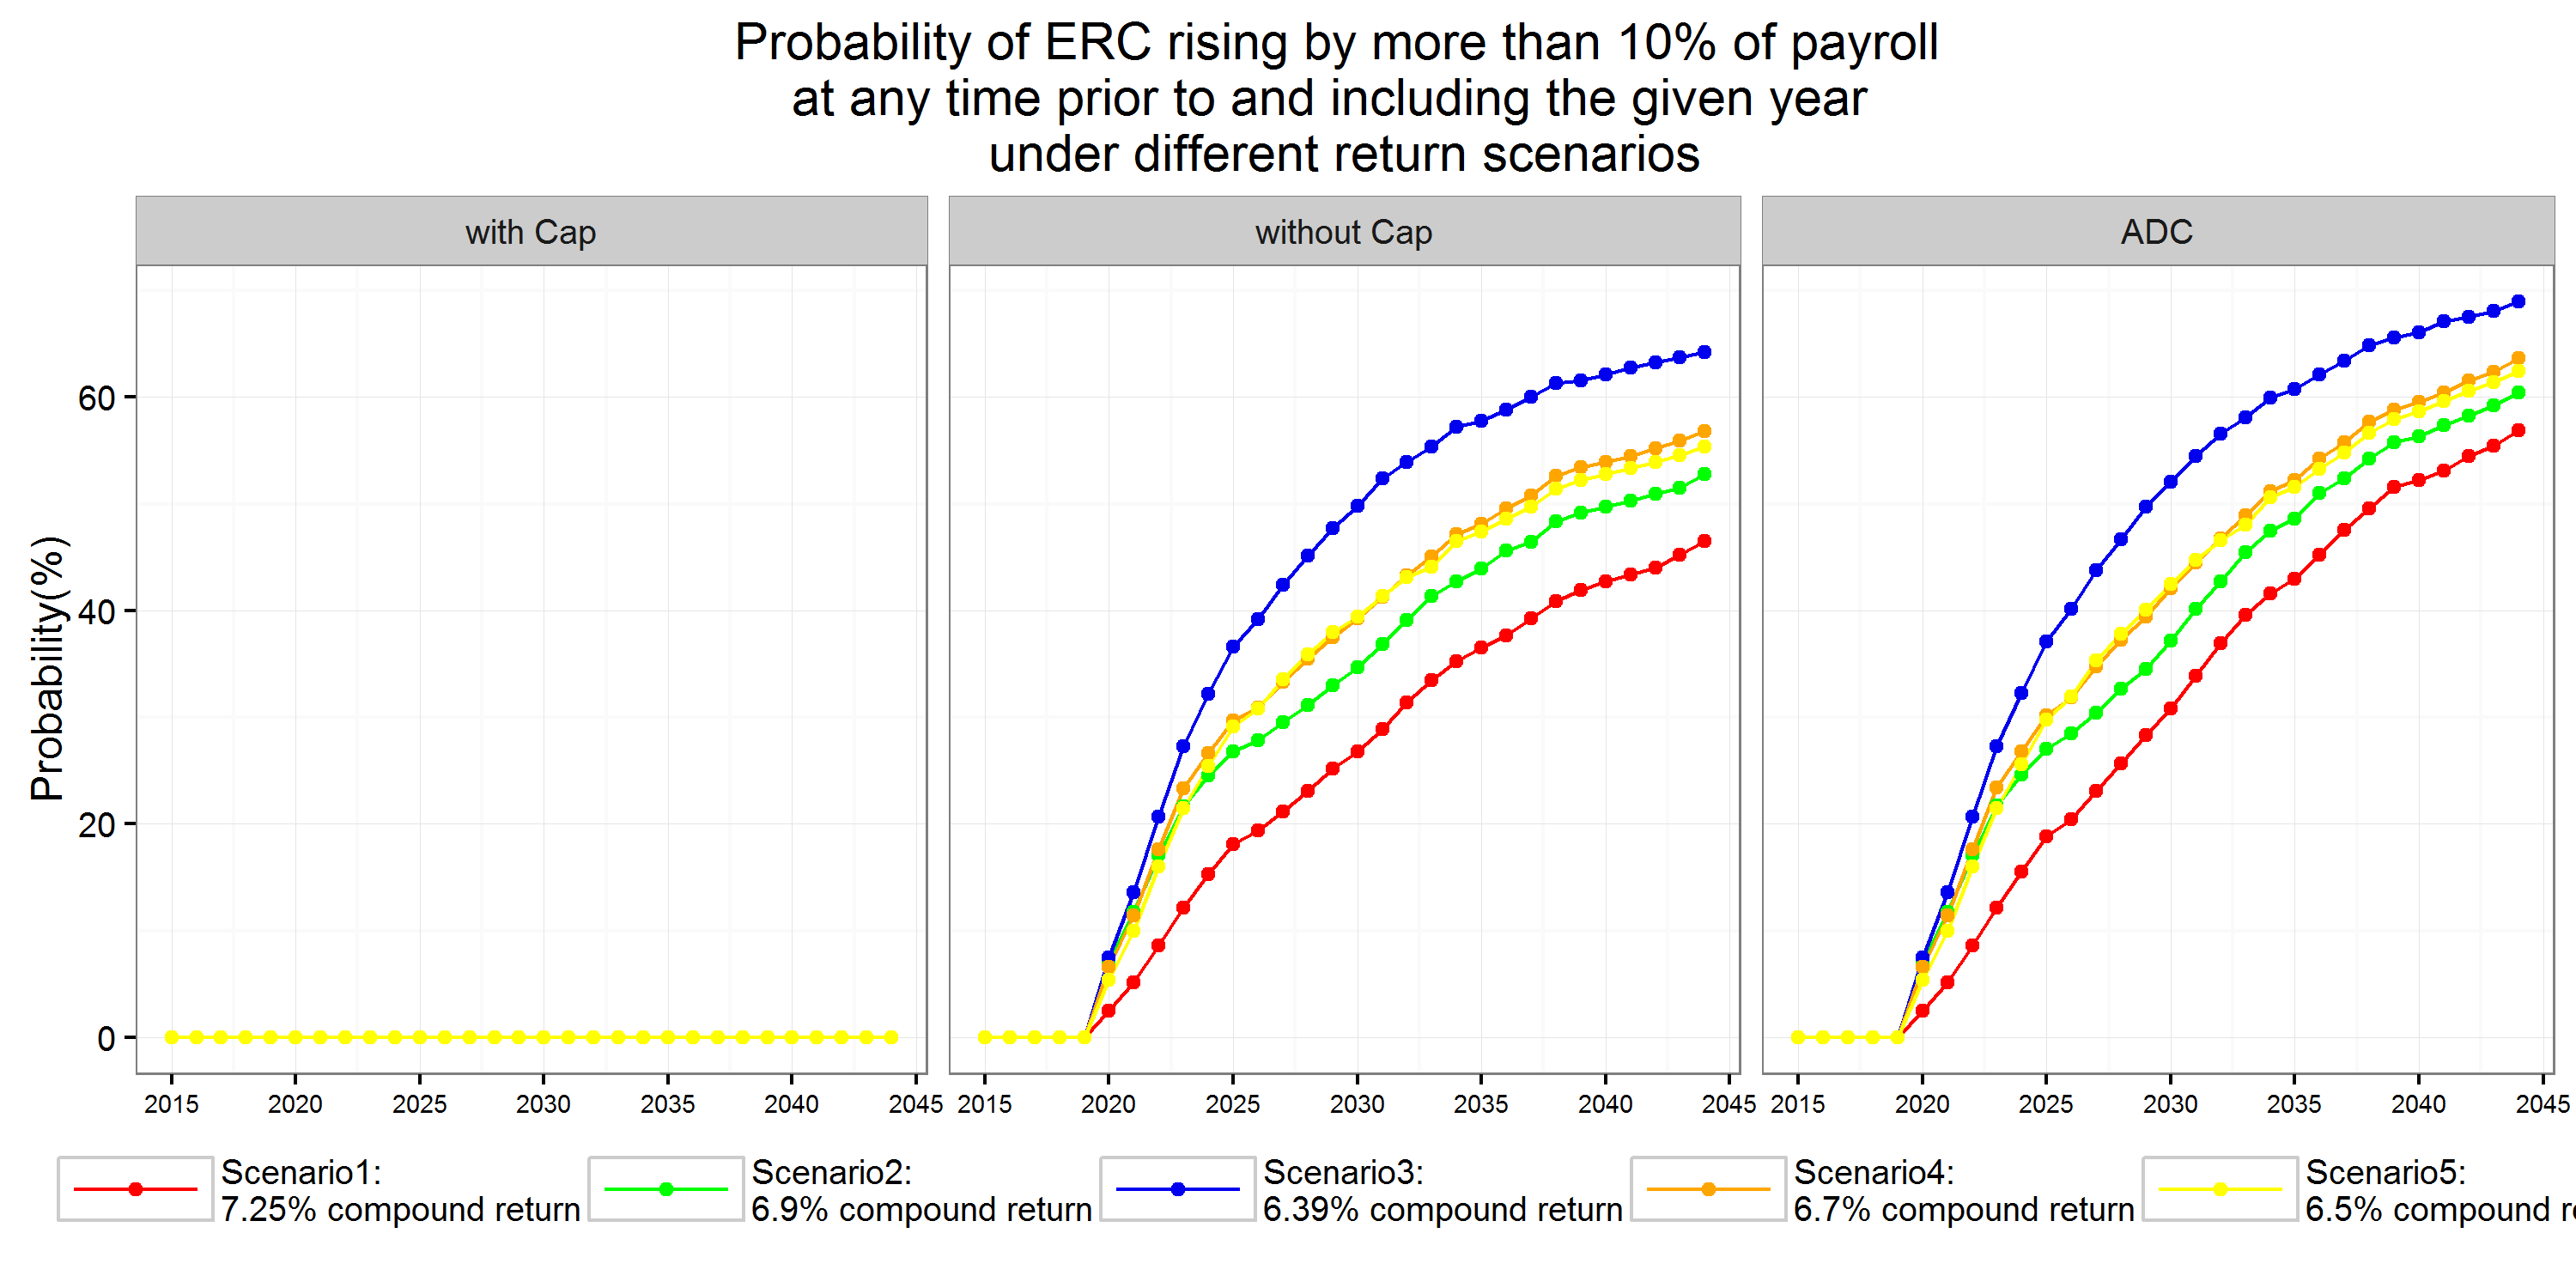 Probability of ERC rising by more than 10% of payroll
at any time prior to and including the given year
under different return scenarios
with Cap
without Cap
ADC
Probability(%)
60
40
20
0
2015 2020 2025 2030 2035 2040 2045
2015 2020 2025 2030 2035 2040 2045
2015 2020 2025 2030 2035 2040 2045
Scenario1:
7.25% compound return
Scenario2:
6.9% compound return
Scenario3:
6.39% compound return
Scenario4:
6.7% compound return
Scenario5:
6.5% compound